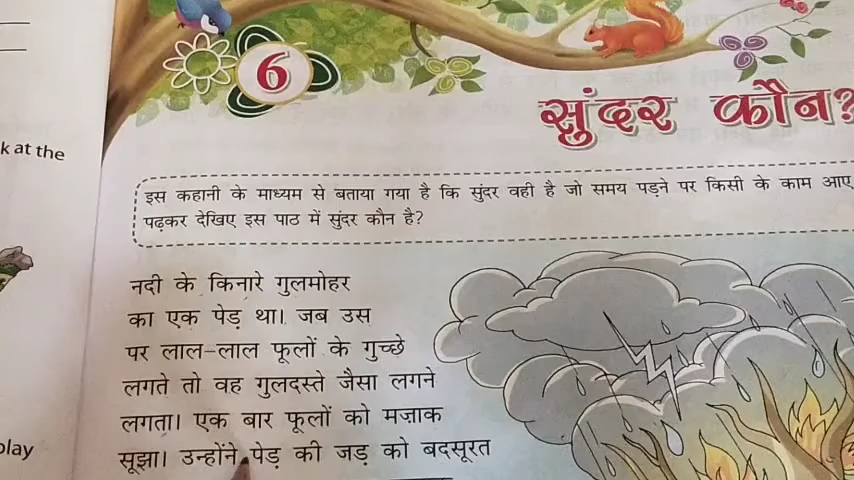 k at the
play
6
सुंदर कौन?
इस कहानी के माध्यम से बताया गया है कि सुंदर वही है जो समय पड़ने पर किसी के काम आए
पढ़कर देखिए इस पाठ में सुंदर कौन है?
नदी के किनारे गुलमोहर
का एक पेड़ था। जब उस
पर लाल-लाल फूलों के गुच्छे
लगते तो वह गुलदस्ते जैसा लगने
लगता। एक बार फूलों को मजाक
सूझा। उन्होंने पेड़ की जड़ को बदसूरत